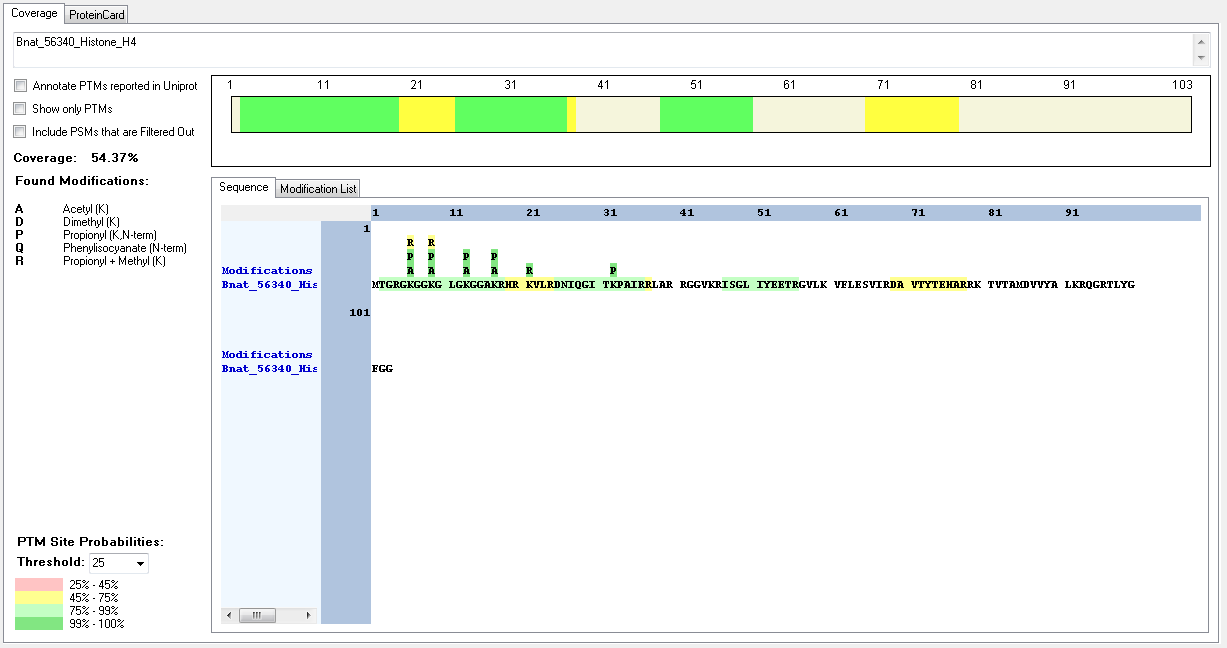 Coverage ProteinCard
Bnat_56340_Histone_H4
Annotate PTMs reported in Uniprot
Show only PTMs
Include PSMs that are Filtered Out
Coverage: 54.37%
Found Modifications:
A Acetyl (K)
D Dimethyl (K)
P Propionyl (K,N-term)
Q Phenylisocyanate (N-term)
R Propionyl + Methyl (K)
1 11 21 31 41 51 61 71 81 91 103
Sequence Modification List
1 11 21 31 41 51 61 71 81 91
1
R R
P P P P
Modifications A A A A R P
Bnat_56340_His MTGRGKGGKG LGKGGAKRHR KVLRDNIQGI TKPAIRRLAR RGGVKRISGL IYEETRGVLK VFLESVIRDA VTYTEHARRK TVTAMDVVYA LKRQGRTLYG
101
Modifications
Bnat_56340_His FGG
PTM Site Probabilities:
Threshold: 25
25% - 45%
45% - 75%
75% - 99%
99% - 100%